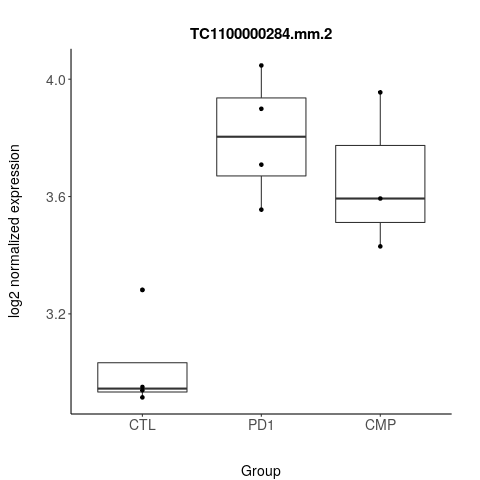 TC1100000284.mm.2
log2 normalized expression
4.0
3.6
3.2
CTL PD1 CMP
Group